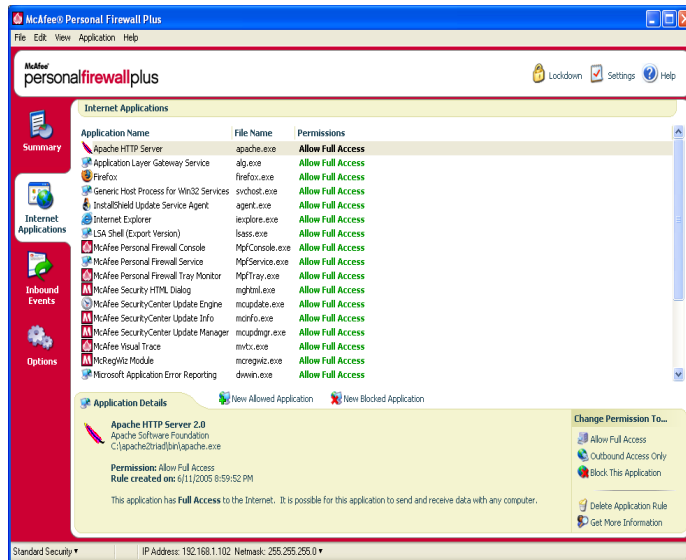 McAfee® Personal Firewall Plus
File Edit View Application Help
McAfee®
personalfirewallplus
Lockdown Settings Help
Internet Applications
Summary
Internet Applications
Inbound Events
Options
Application Name File Name Permissions
Apache HTTP Server apache.exe Allow Full Access
Application Layer Gateway Service alg.exe Allow Full Access
Firefox firefox.exe Allow Full Access
Generic Host Process for Win32 Services svchost.exe Allow Full Access
InstallShield Update Service Agent agent.exe Allow Full Access
Internet Explorer iexplore.exe Allow Full Access
LSA Shell (Export Version) lsass.exe Allow Full Access
McAfee Personal Firewall Console MpfConsole.exe Allow Full Access
McAfee Personal Firewall Service MpfService.exe Allow Full Access
McAfee Personal Firewall Tray Monitor MpfTray.exe Allow Full Access
McAfee Security HTML Dialog mghtml.exe Allow Full Access
McAfee SecurityCenter Update Engine mcupdate.exe Allow Full Access
McAfee SecurityCenter Update Info mcinfo.exe Allow Full Access
McAfee SecurityCenter Update Manager mcupdmgr.exe Allow Full Access
McAfee Visual Trace mvtx.exe Allow Full Access
McRegWiz Module mcregwiz.exe Allow Full Access
Microsoft Application Error Reporting dwwin.exe Allow Full Access
Application Details
New Allowed Application New Blocked Application
Apache HTTP Server 2.0
Apache Software Foundation
C:\apache2triad\bin\apache.exe
Permission: Allow Full Access
Rule created on: 6/11/2005 8:59:52 PM
This application has Full Access to the Internet. It is possible for this application to send and receive data with any computer.
Change Permission To...
Allow Full Access
Outbound Access Only
Block This Application
Delete Application Rule
Get More Information
Standard Security IP Address: 192.168.1.102 Netmask: 255.255.255.0